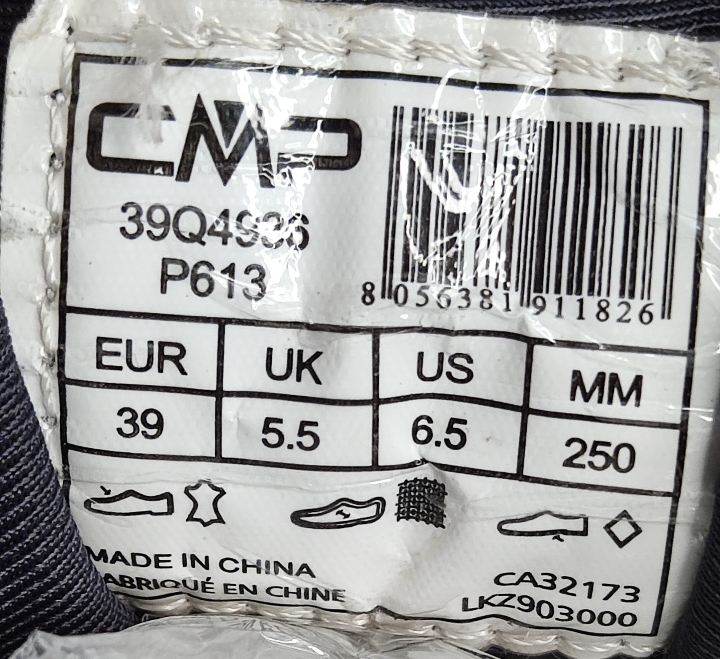 CMP
39Q4936
P613
8 056381 911826
EUR UK US MM
39 5.5 6.5 250
MADE IN CHINA
FABRIQUÉ EN CHINE
CA32173
LKZ903000